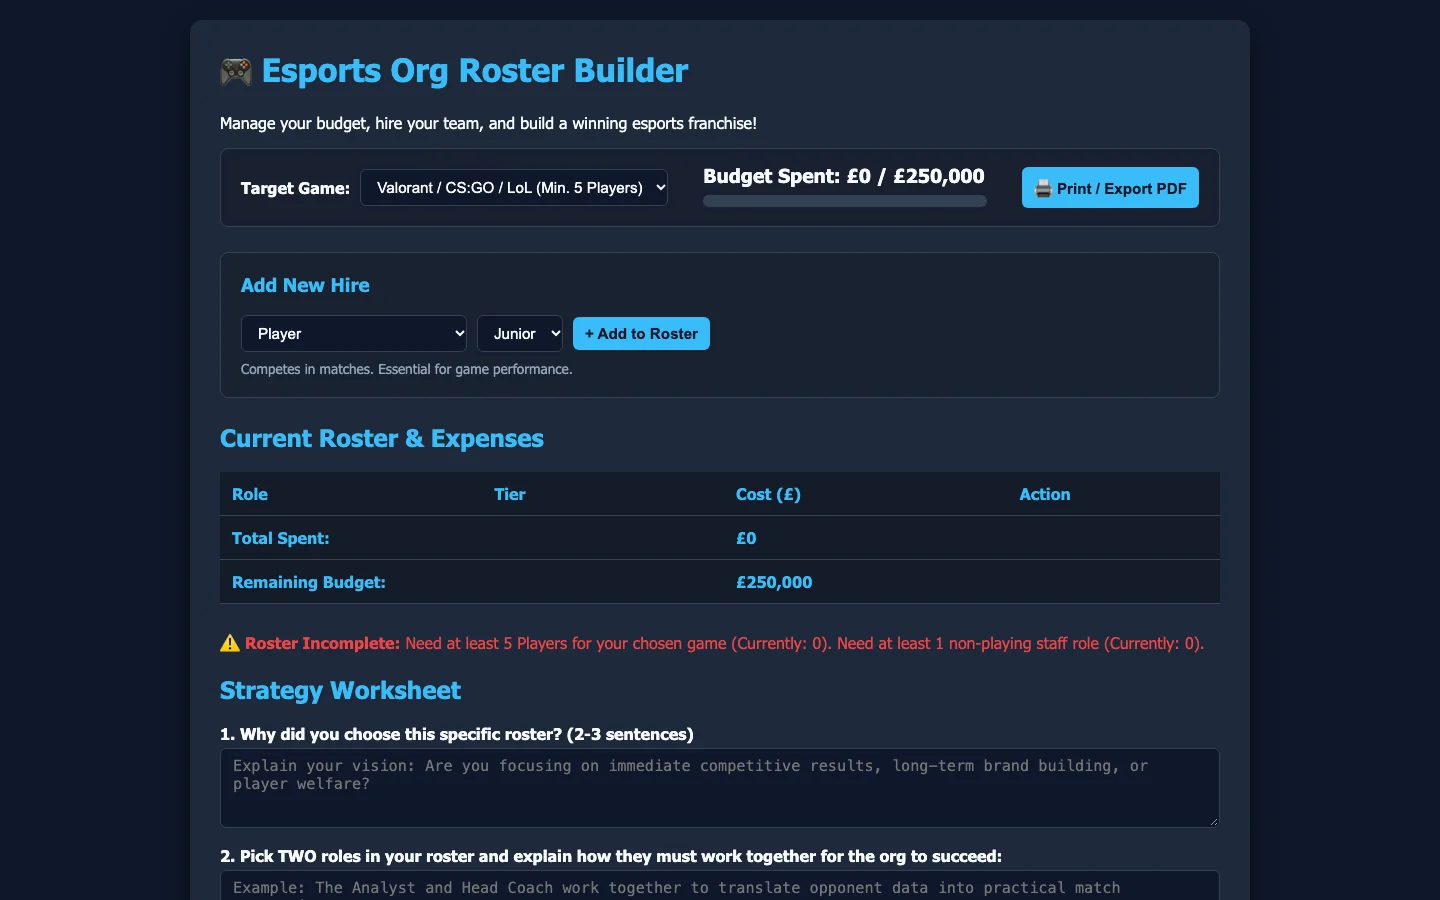 🎮 Esports Org Roster Builder
Manage your budget, hire your team, and build a winning esports franchise!
Target Game: Valorant / CS:GO / LoL (Min. 5 Players)
Budget Spent: £0 / £250,000
Print / Export PDF
Add New Hire
Player Junior + Add to Roster
Competes in matches. Essential for game performance.
Current Roster & Expenses
Role Tier Cost (£) Action
Total Spent: £0
Remaining Budget: £250,000
⚠️ Roster Incomplete: Need at least 5 Players for your chosen game (Currently: 0). Need at least 1 non-playing staff role (Currently: 0).
Strategy Worksheet
1. Why did you choose this specific roster? (2-3 sentences)
Explain your vision: Are you focusing on immediate competitive results, long-term brand building, or
player welfare?
2. Pick TWO roles in your roster and explain how they must work together for the org to succeed:
Example: The Analyst and Head Coach work together to translate opponent data into practical match